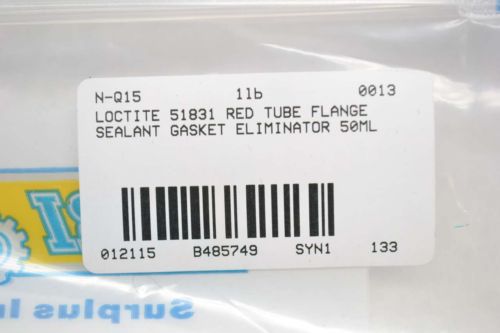 N-Q15 1lb 0013
LOCTITE 51831 RED TUBE FLANGE
SEALANT GASKET ELIMINATOR 50ML
012115 B485749 SYN1 133
Surplus